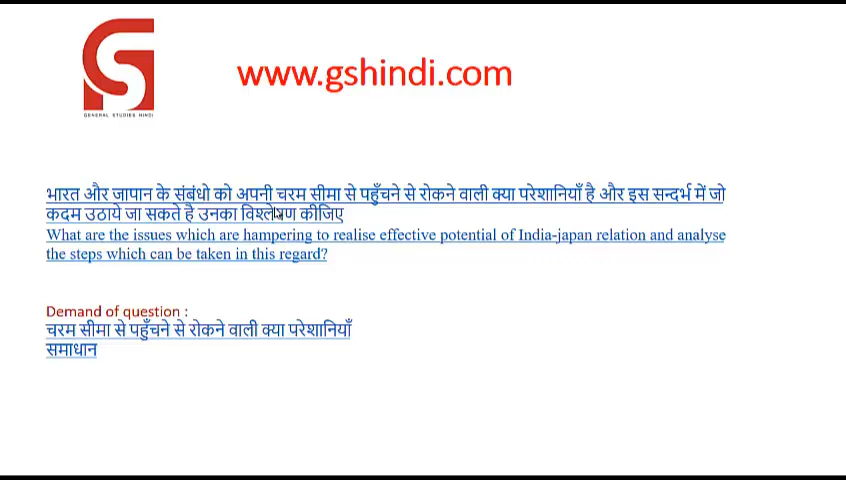 GENERAL STUDIES HINDI
www.gshindi.com
भारत और जापान के संबंधो को अपनी चरम सीमा से पहुँचने से रोकने वाली क्या परेशानियाँ है और इस सन्दर्भ में जो
कदम उठाये जा सकते है उनका विश्लेषण कीजिए
What are the issues which are hampering to realise effective potential of India-japan relation and analyse
the steps which can be taken in this regard?
Demand of question :
चरम सीमा से पहुँचने से रोकने वाली क्या परेशानियाँ
समाधान